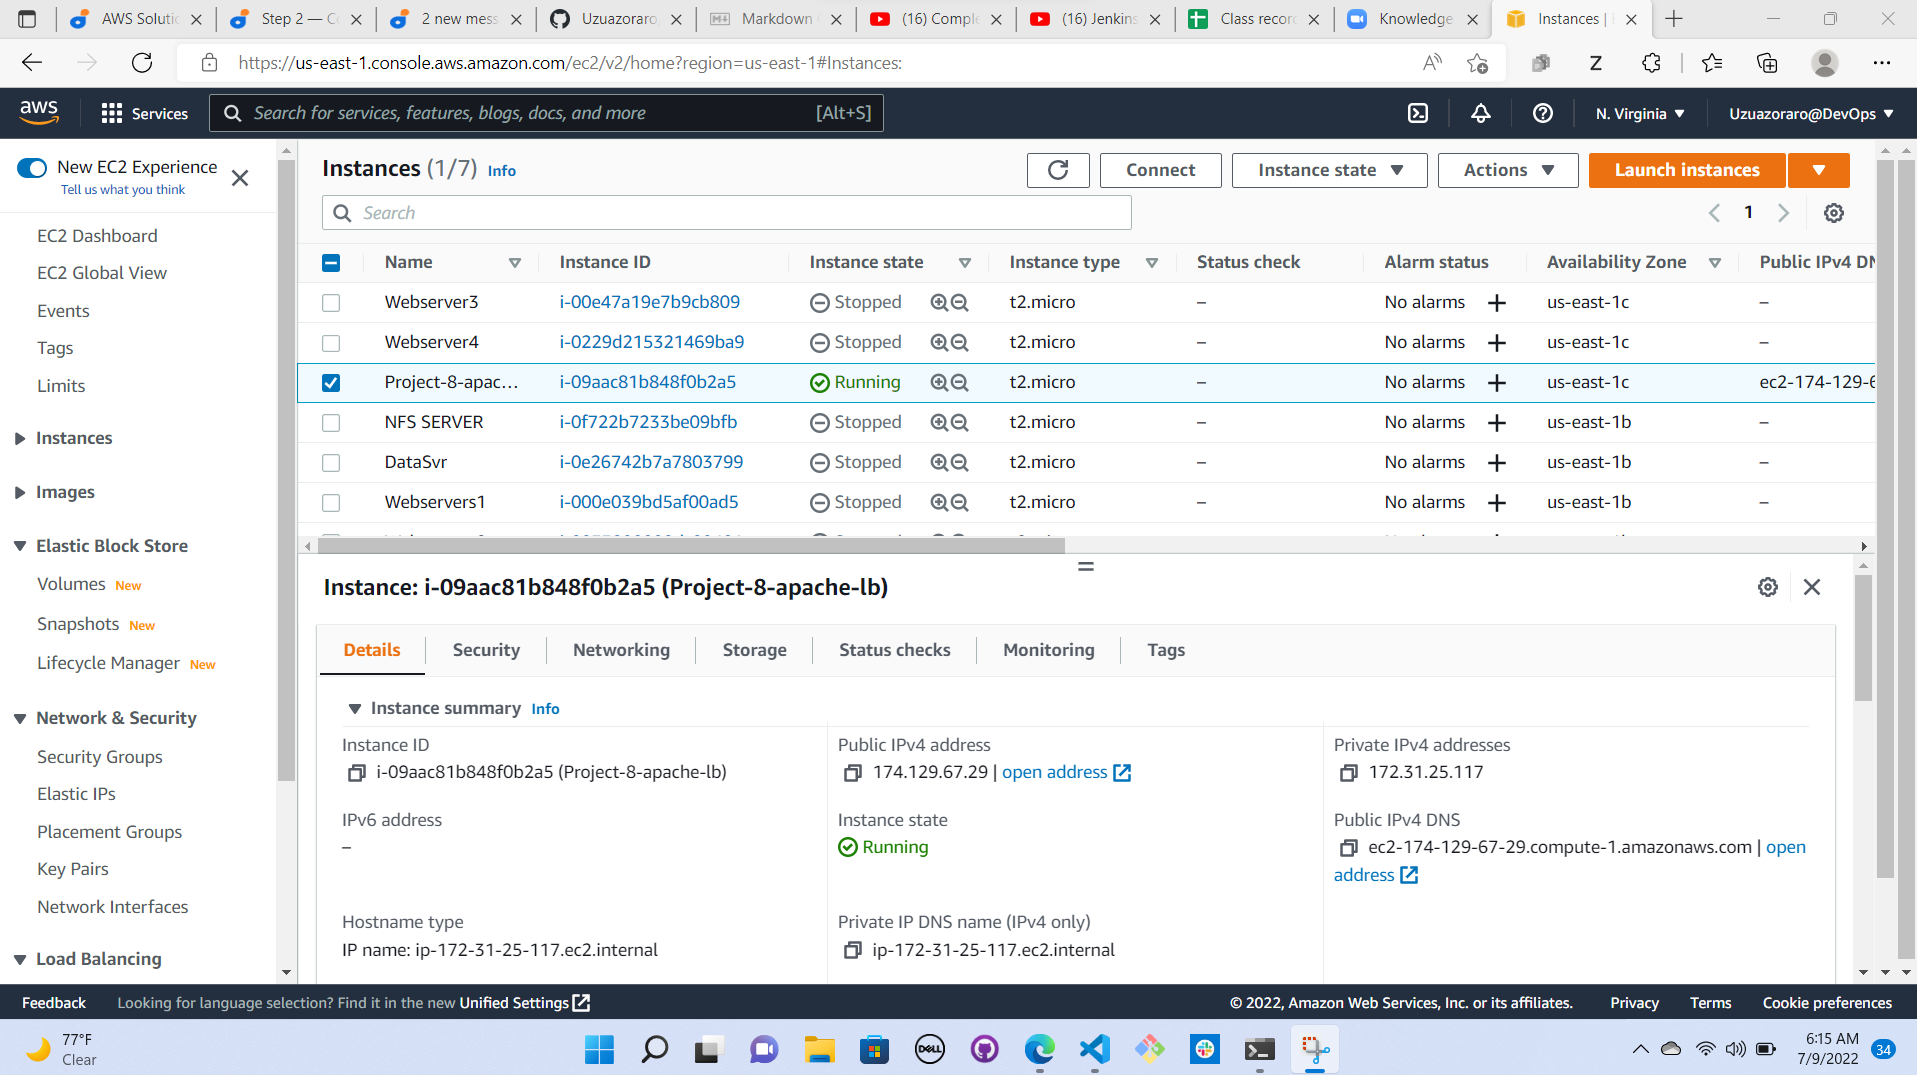 AWS Soluti
Step 2 — C
2 new mess
Uzuazoraro
Markdown
(16) Comple
(16) Jenkins
Class recor
Knowledge
Instances |
https://us-east-1.console.aws.amazon.com/ec2/v2/home?region=us-east-1#Instances:
aws
Services
Search for services, features, blogs, docs, and more [Alt+S]
N. Virginia
Uzuazoraro@DevOps
New EC2 Experience
Tell us what you think
EC2 Dashboard
EC2 Global View
Events
Tags
Limits
Instances
Images
Elastic Block Store
Volumes New
Snapshots New
Lifecycle Manager New
Network & Security
Security Groups
Elastic IPs
Placement Groups
Key Pairs
Network Interfaces
Load Balancing
Instances (1/7) Info
Connect
Instance state
Actions
Launch instances
Search
1
Name Instance ID Instance state Instance type Status check Alarm status Availability Zone Public IPv4 DN
Webserver3 i-00e47a19e7b9cb809 Stopped t2.micro – No alarms us-east-1c –
Webserver4 i-0229d215321469ba9 Stopped t2.micro – No alarms us-east-1c –
Project-8-apac... i-09aac81b848f0b2a5 Running t2.micro – No alarms us-east-1c ec2-174-129-6
NFS SERVER i-0f722b7233be09bfb Stopped t2.micro – No alarms us-east-1b –
DataSvr i-0e26742b7a7803799 Stopped t2.micro – No alarms us-east-1b –
Webservers1 i-000e039bd5af00ad5 Stopped t2.micro – No alarms us-east-1b –
Instance: i-09aac81b848f0b2a5 (Project-8-apache-lb)
Details Security Networking Storage Status checks Monitoring Tags
Instance summary Info
Instance ID
i-09aac81b848f0b2a5 (Project-8-apache-lb)
Public IPv4 address
174.129.67.29 | open address
Private IPv4 addresses
172.31.25.117
IPv6 address
–
Instance state
Running
Public IPv4 DNS
ec2-174-129-67-29.compute-1.amazonaws.com | open
address
Hostname type
IP name: ip-172-31-25-117.ec2.internal
Private IP DNS name (IPv4 only)
ip-172-31-25-117.ec2.internal
Feedback
Looking for language selection? Find it in the new Unified Settings
© 2022, Amazon Web Services, Inc. or its affiliates.
Privacy
Terms
Cookie preferences
77°F
Clear
DELL
6:15 AM
7/9/2022
34